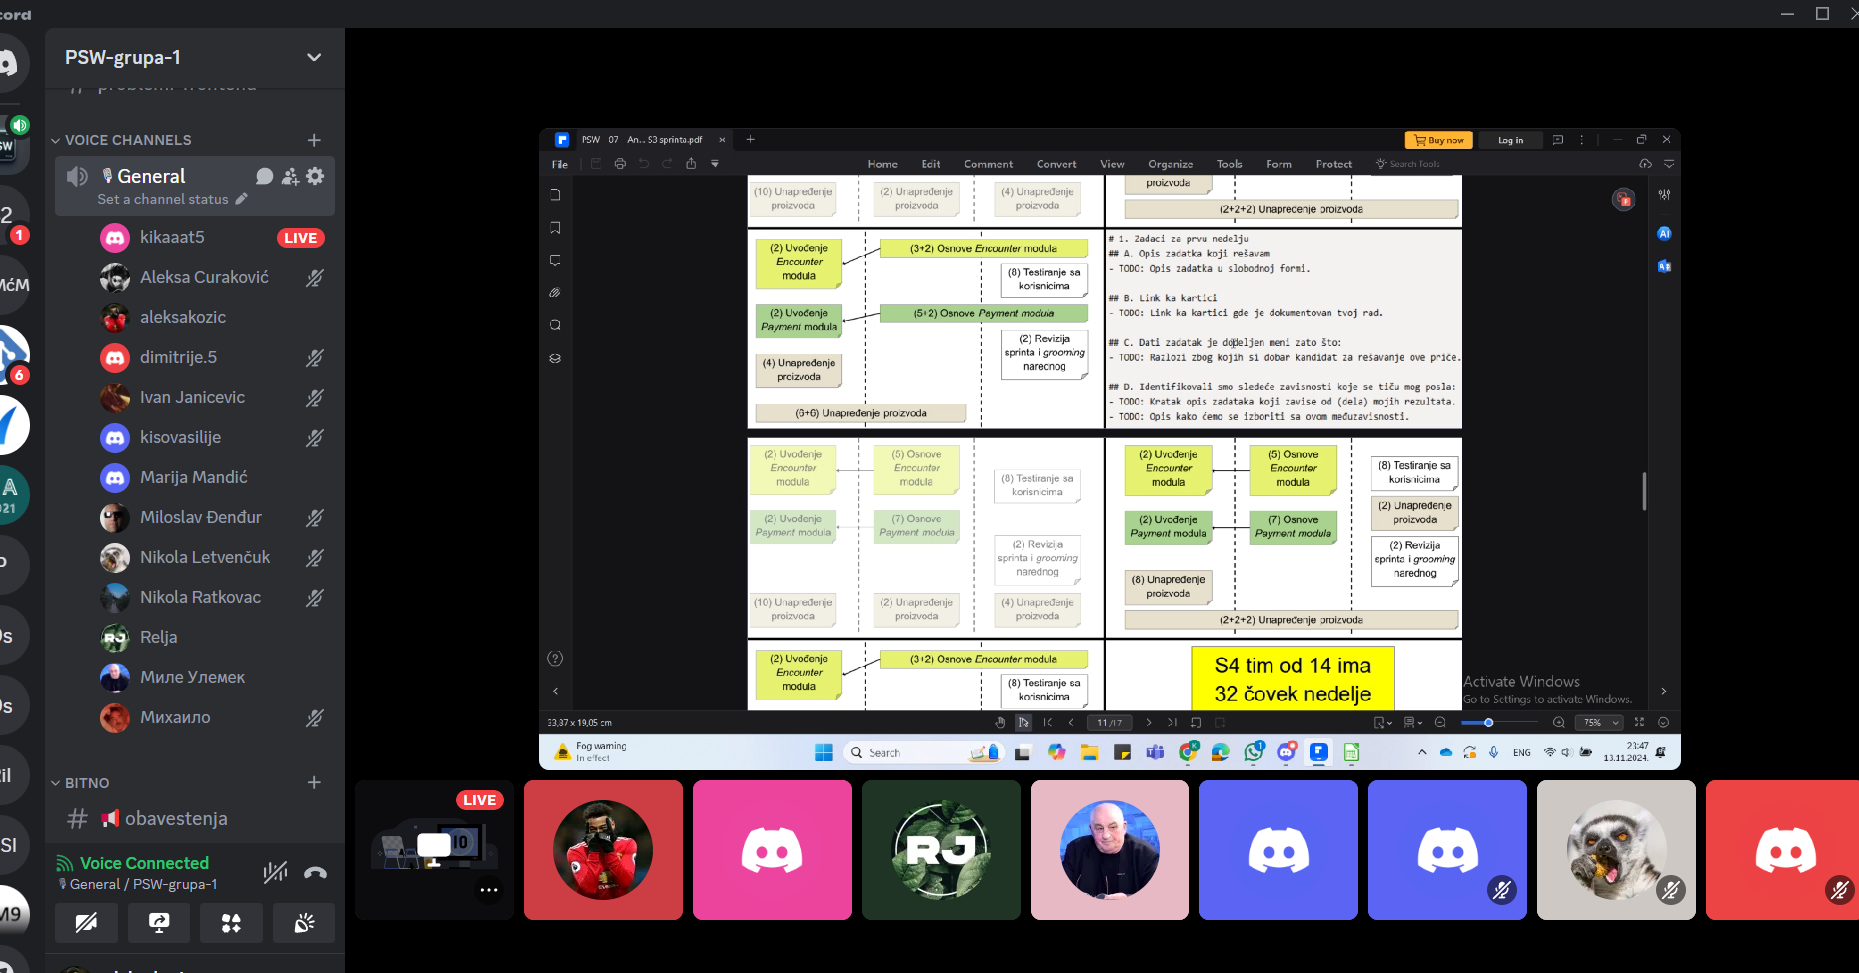 cord
PSW-grupa-1
VOICE CHANNELS
General
Set a channel status
kikaaat5
LIVE
Aleksa Curaković
aleksakozic
dimitrije.5
Ivan Janicevic
kisovasilije
Marija Mandić
Miloslav Đenđur
Nikola Letvenčuk
Nikola Ratkovac
Relja
Миле Улемек
Михаило
BITNO
obavestenja
Voice Connected
General / PSW-grupa-1
2
1
MćM
6
A
021
SI
M9
PSW 07 An... S3 sprinta.pdf
Buy now
Log in
File
Home
Edit
Comment
Convert
View
Organize
Tools
Form
Protect
Search Tools
(10) Unapređenje
proizvoda
(2) Unapređenje
proizvoda
(4) Unapređenje
proizvoda
proizvoda
(2+2+2) Unapređenje proizvoda
(2) Uvođenje
Encounter
modula
(3+2) Osnove Encounter modula
(8) Testiranje sa
korisnicima
(2) Uvođenje
Payment modula
(5+2) Osnove Payment modula
(2) Revizija
sprinta i grooming
narednog
(4) Unapređenje
proizvoda
(6+6) Unapređenje proizvoda
# 1. Zadaci za prvu nedelju
## A. Opis zadatka koji rešavam
- TODO: Opis zadatka u slobodnoj formi.
## B. Link ka kartici
- TODO: Link ka kartici gde je dokumentovan tvoj rad.
## C. Dati zadatak je dodeljen meni zato što:
- TODO: Razlozi zbog kojih si dobar kandidat za rešavanje ove priče.
## D. Identifikovali smo sledeće zavisnosti koje se tiču mog posla:
- TODO: Kratak opis zadataka koji zavise od (dela) mojih rezultata.
- TODO: Opis kako ćemo se izboriti sa ovom međuzavisnosti.
(2) Uvođenje
Encounter
modula
(5) Osnove
Encounter
modula
(8) Testiranje sa
korisnicima
(2) Uvođenje
Payment modula
(7) Osnove
Payment modula
(2) Revizija
sprinta i grooming
narednog
(10) Unapređenje
proizvoda
(2) Unapređenje
proizvoda
(4) Unapređenje
proizvoda
(2) Uvođenje
Encounter
modula
(5) Osnove
Encounter
modula
(8) Testiranje sa
korisnicima
(2) Unapređenje
proizvoda
(2) Uvođenje
Payment modula
(7) Osnove
Payment modula
(2) Revizija
sprinta i grooming
narednog
(8) Unapređenje
proizvoda
(2+2+2) Unapređenje proizvoda
(2) Uvođenje
Encounter
modula
(3+2) Osnove Encounter modula
(8) Testiranje sa
korisnicima
S4 tim od 14 ima
32 čovek nedelje
Activate Windows
Go to Settings to activate Windows.
33,87 x 19,05 cm
11/17
75%
Fog warning
In effect
Search
ENG
23:47
13.11.2024.
LIVE
RJ